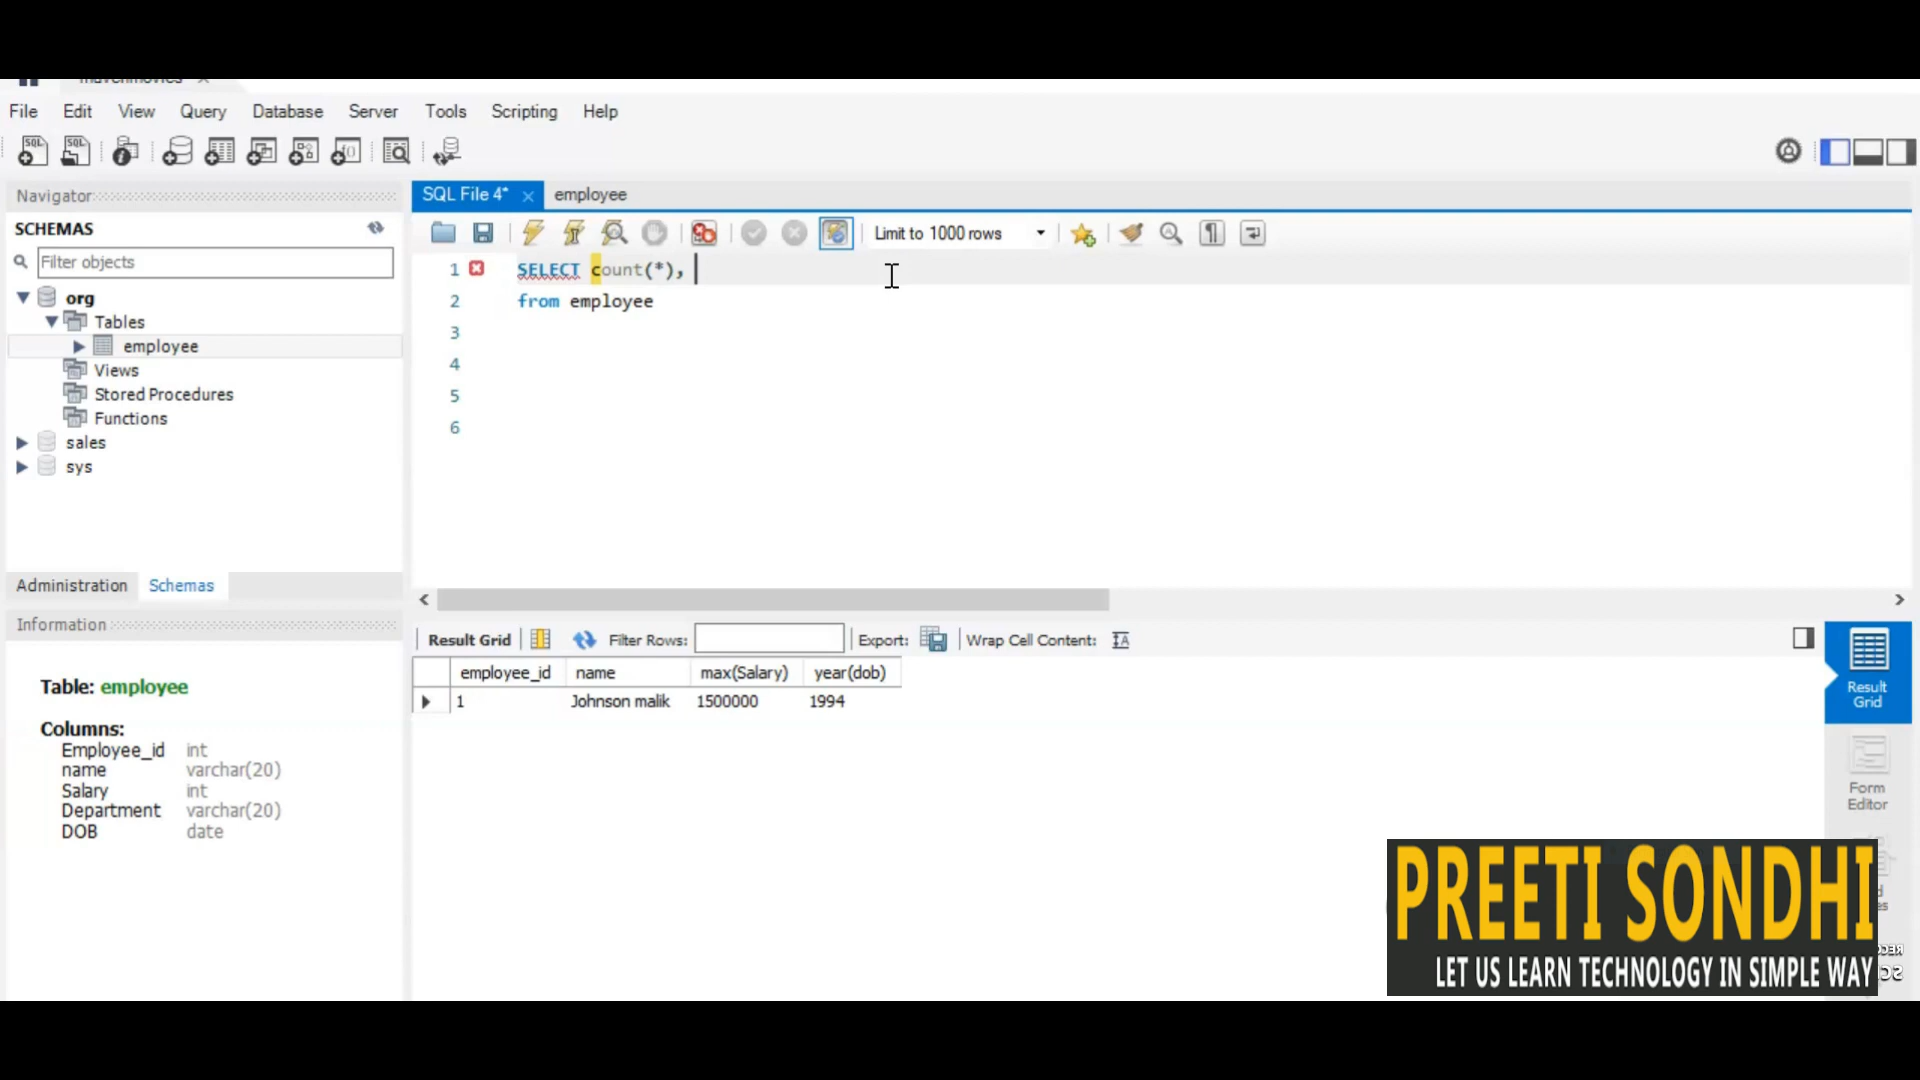 File Edit View Query Database Server Tools Scripting Help
Navigator
SCHEMAS
Filter objects
org
Tables
employee
Views
Stored Procedures
Functions
sales
sys
Administration Schemas
Information
Table: employee
Columns:
Employee_id int
name varchar(20)
Salary int
Department varchar(20)
DOB date
SQL File 4* employee
Limit to 1000 rows
1 SELECT count(*),
2 from employee
3
4
5
6
Result Grid Filter Rows: Export: Wrap Cell Content:
employee_id name max(Salary) year(dob)
1 Johnson malik 1500000 1994
Result
Grid
Form
Editor
PREETI SONDHI
LET US LEARN TECHNOLOGY IN SIMPLE WAY